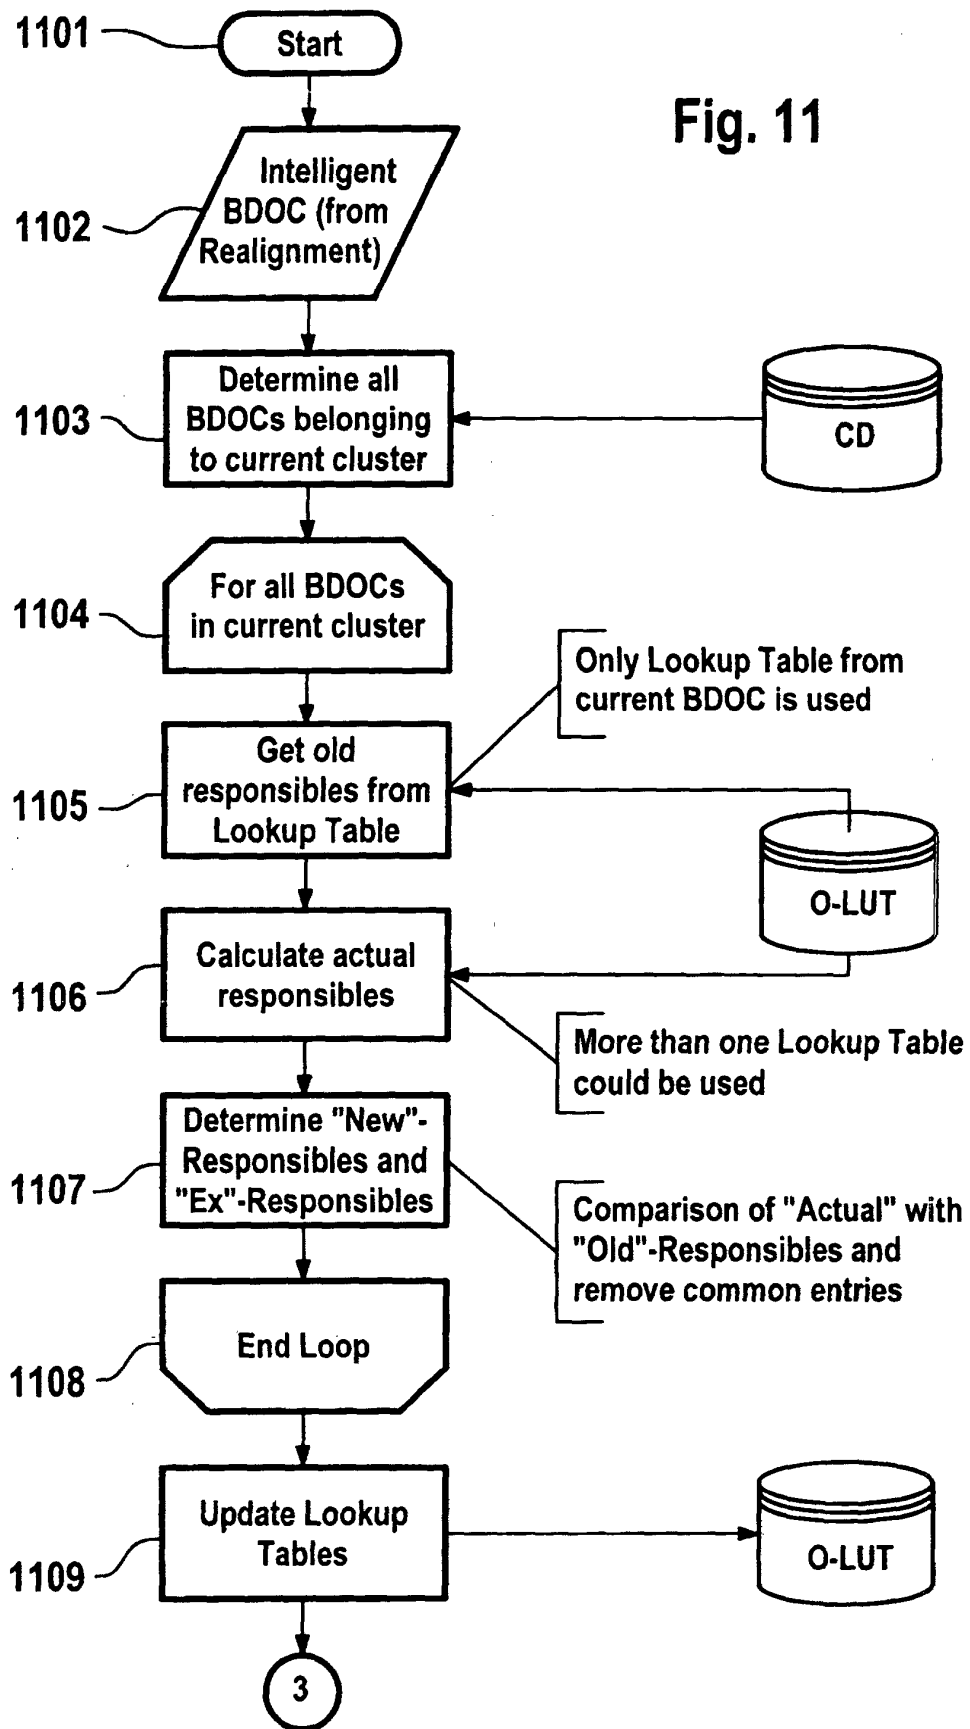 1101
Start
Fig. 11
1102
Intelligent
BDOC (from
Realignment)
1103
Determine all
BDOCs belonging
to current cluster
CD
1104
For all BDOCs
in current cluster
Only Lookup Table from
current BDOC is used
1105
Get old
responsibles from
Lookup Table
O-LUT
1106
Calculate actual
responsibles
More than one Lookup Table
could be used
1107
Determine "New"-
Responsibles and
"Ex"-Responsibles
Comparison of "Actual" with
"Old"-Responsibles and
remove common entries
1108
End Loop
1109
Update Lookup
Tables
O-LUT
3